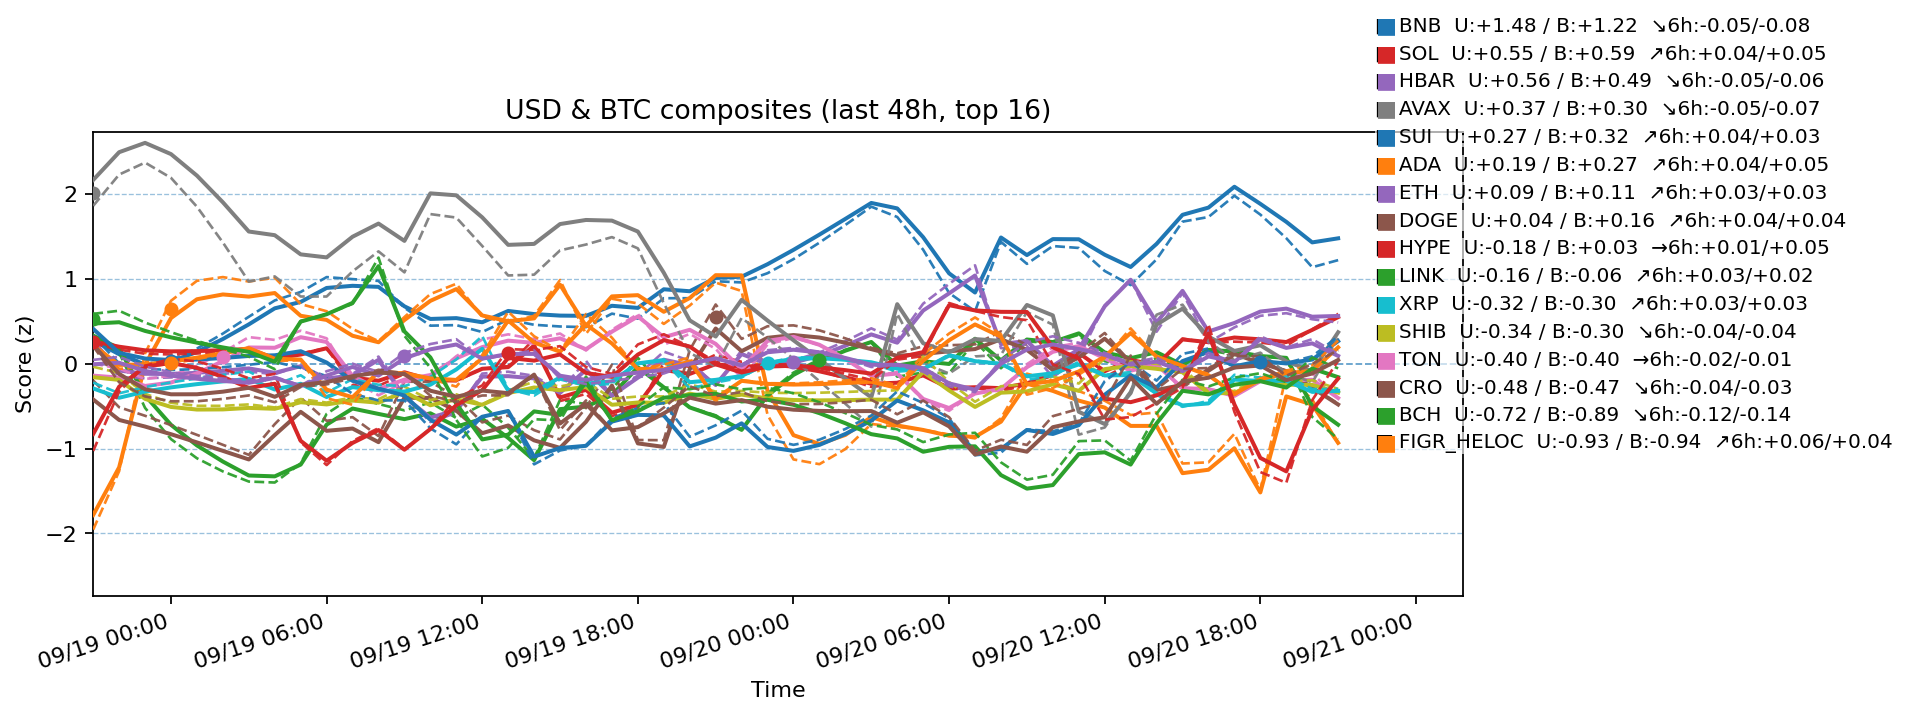 BNB U:+1.48 / B:+1.22 ↘6h:-0.05/-0.08
SOL U:+0.55 / B:+0.59 ↗6h:+0.04/+0.05
HBAR U:+0.56 / B:+0.49 ↘6h:-0.05/-0.06
AVAX U:+0.37 / B:+0.30 ↘6h:-0.05/-0.07
SUI U:+0.27 / B:+0.32 ↗6h:+0.04/+0.03
ADA U:+0.19 / B:+0.27 ↗6h:+0.04/+0.05
ETH U:+0.09 / B:+0.11 ↗6h:+0.03/+0.03
DOGE U:+0.04 / B:+0.16 ↗6h:+0.04/+0.04
HYPE U:-0.18 / B:+0.03 →6h:+0.01/+0.05
LINK U:-0.16 / B:-0.06 ↗6h:+0.03/+0.02
XRP U:-0.32 / B:-0.30 ↗6h:+0.03/+0.03
SHIB U:-0.34 / B:-0.30 ↘6h:-0.04/-0.04
TON U:-0.40 / B:-0.40 →6h:-0.02/-0.01
CRO U:-0.48 / B:-0.47 ↘6h:-0.04/-0.03
BCH U:-0.72 / B:-0.89 ↘6h:-0.12/-0.14
FIGR_HELOC U:-0.93 / B:-0.94 ↗6h:+0.06/+0.04
USD & BTC composites (last 48h, top 16)
Score (z)
2
1
0
−1
−2
09/19 00:00
09/19 06:00
09/19 12:00
09/19 18:00
09/20 00:00
09/20 06:00
09/20 12:00
09/20 18:00
09/21 00:00
Time